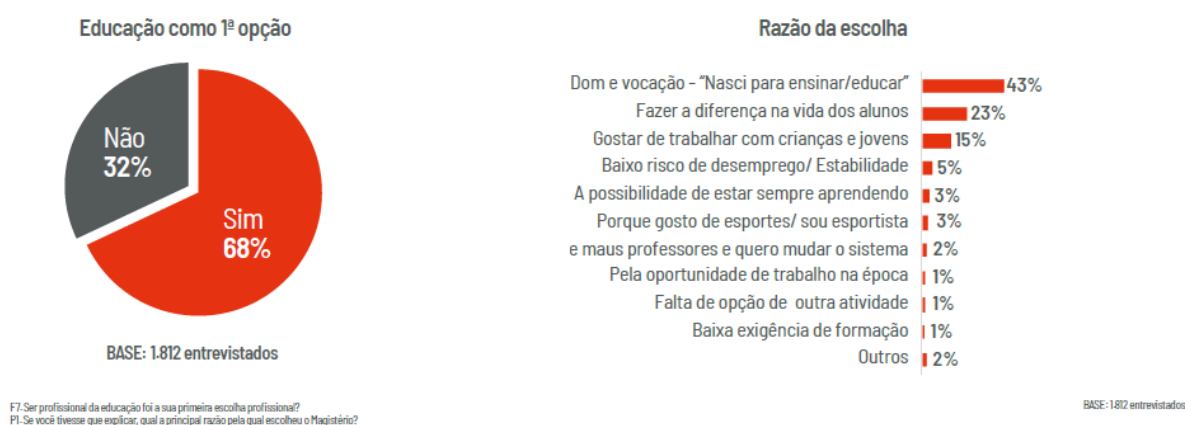 Educação como 1ª opção
Não
32%
Sim
68%
BASE: 1.812 entrevistados
Razão da escolha
Dom e vocação - “Nasci para ensinar/educar” 43%
Fazer a diferença na vida dos alunos 23%
Gostar de trabalhar com crianças e jovens 15%
Baixo risco de desemprego/ Estabilidade 5%
A possibilidade de estar sempre aprendendo 3%
Porque gosto de esportes/ sou esportista 3%
e maus professores e quero mudar o sistema 2%
Pela oportunidade de trabalho na época 1%
Falta de opção de outra atividade 1%
Baixa exigência de formação 1%
Outros 2%
BASE: 1.812 entrevistados
F7. Ser profissional da educação foi a sua primeira escolha profissional?
P1. Se você tivesse que explicar, qual a principal razão pela qual escolheu o Magistério?